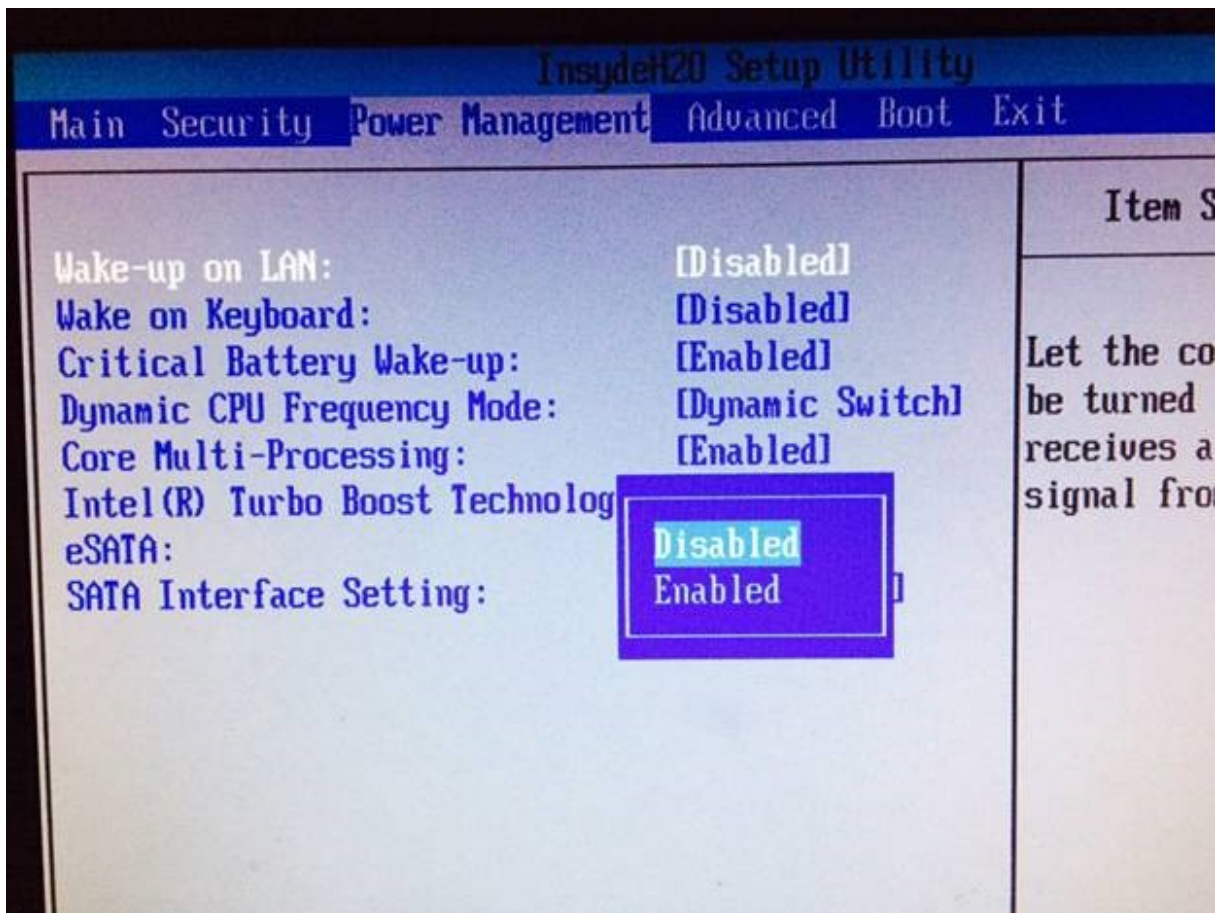 InsydeH20 Setup Utility
Main Security Power Management Advanced Boot Exit
Item S
Wake-up on LAN: [Disabled]
Wake on Keyboard: [Disabled]
Critical Battery Wake-up: [Enabled]
Dynamic CPU Frequency Mode: [Dynamic Switch]
Core Multi-Processing: [Enabled]
Intel(R) Turbo Boost Technolog
eSATA:
SATA Interface Setting: ]
Disabled
Enabled
Let the co
be turned
receives a
signal fro